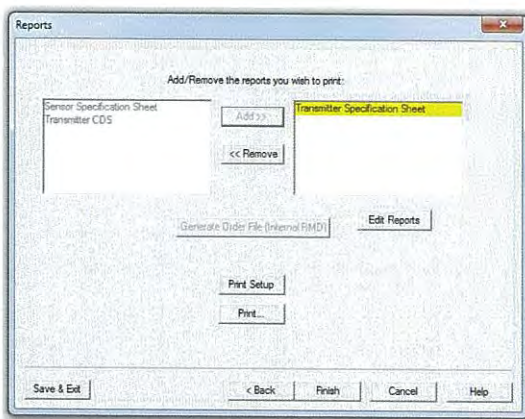 Reports
Add/Remove the reports you wish to print:
Sensor Specification Sheet
Transmitter CDS
Add >>
<< Remove
Transmitter Specification Sheet
Generate Order File (Internal RMD)
Edit Reports
Print Setup
Print...
Save & Exit
< Back
Finish
Cancel
Help